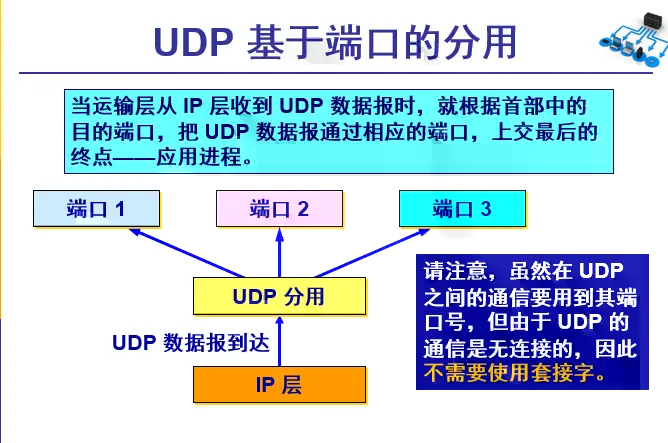 UDP 基于端口的分用
当运输层从 IP 层收到 UDP 数据报时，就根据首部中的
目的端口，把 UDP 数据报通过相应的端口，上交最后的
终点——应用进程。
端口 1
端口 2
端口 3
UDP 分用
UDP 数据报到达
IP 层
请注意，虽然在 UDP
之间的通信要用到其端
口号，但由于 UDP 的
通信是无连接的，因此
不需要使用套接字。